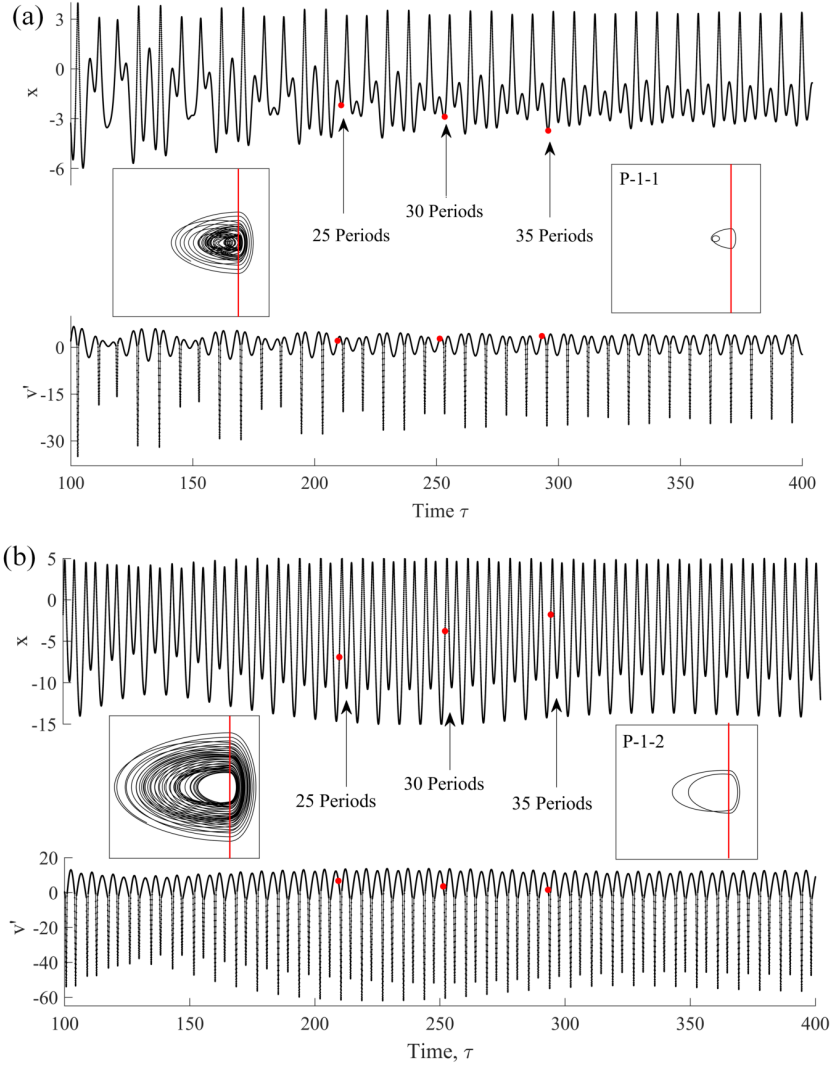 (a)
3
0
-3
-6
x
P-1-1
25 Periods
30 Periods
35 Periods
0
-15
-30
v'
100
150
200
250
300
350
400
Time τ
(b)
5
0
-5
-10
-15
x
P-1-2
25 Periods
30 Periods
35 Periods
20
0
-20
-40
-60
v'
100
150
200
250
300
350
400
Time, τ